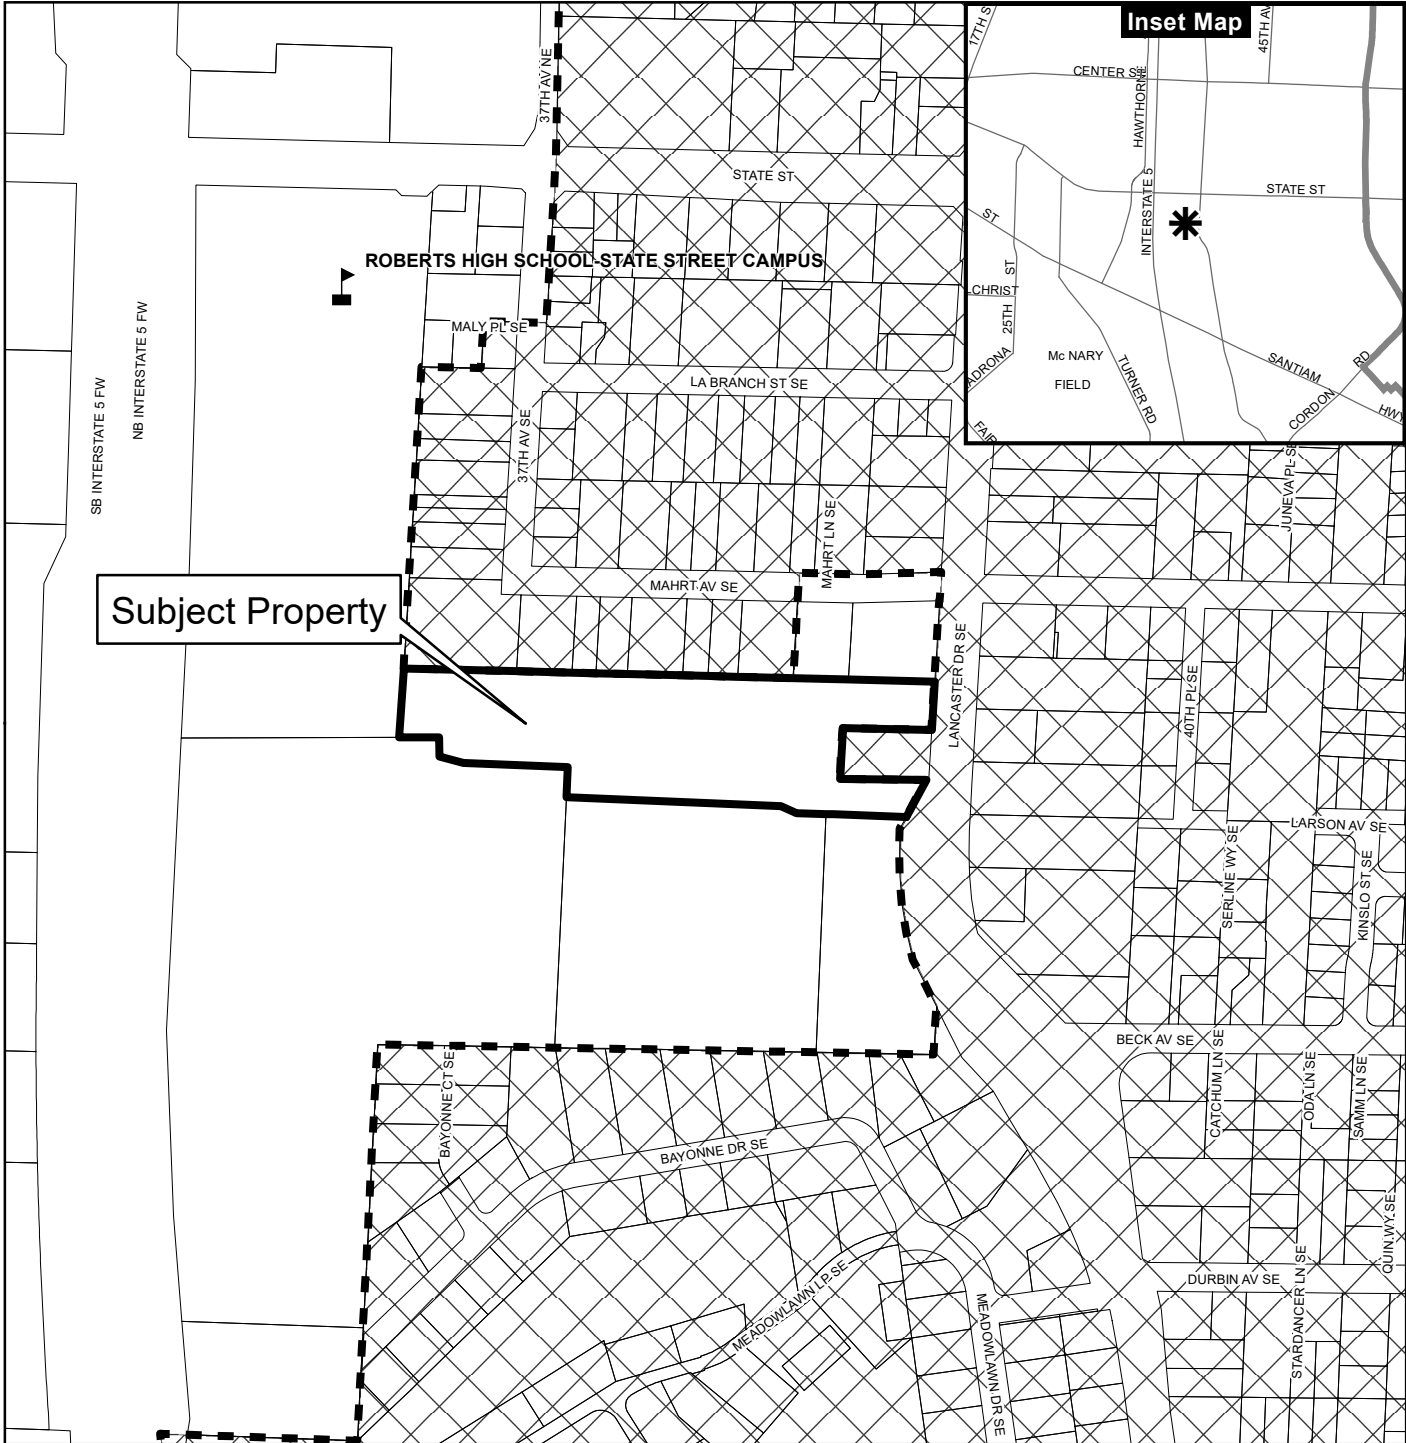 Inset Map
17TH S
45TH AV
CENTER ST
HAWTHORNE
INTERSTATE 5
STATE ST
ST
25TH ST
LCHRIST
ADRONA
Mc NARY
FIELD
TURNER RD
SANTIAM
HWY
CORDON
RD
FAIR
37TH AV NE
STATE ST
ROBERTS HIGH SCHOOL-STATE STREET CAMPUS
MALY PL SE
LA BRANCH ST SE
37TH AV SE
NB INTERSTATE 5 FW
SB INTERSTATE 5 FW
MAHRT LN SE
MAHRT AV SE
JUNEVA PL SE
Subject Property
LANCASTER DR SE
40TH PL SE
LARSON AV SE
SERLINE WY SE
KINSLO ST SE
BECK AV SE
BAYONNE CT SE
BAYONNE DR SE
CATCHUM LN SE
ODA LN SE
SAMM LN SE
QUIN WY SE
DURBIN AV SE
STARDANCER LN SE
MEADOWLAWN LP SE
MEADOWLAWN DR SE